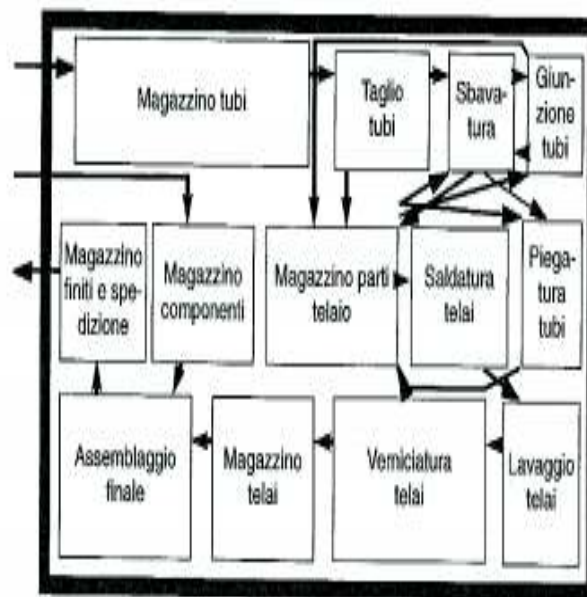 Magazzino tubi
Taglio
tubi
Sbava-
tura
Giun-
zione
tubi
Magazzino
finiti e spe-
dizione
Magazzino
componenti
Magazzino parti
telaio
Saldatura
telai
Piega-
tura
tubi
Assemblaggio
finale
Magazzino
telai
Verniciatura
telai
Lavaggio
telai